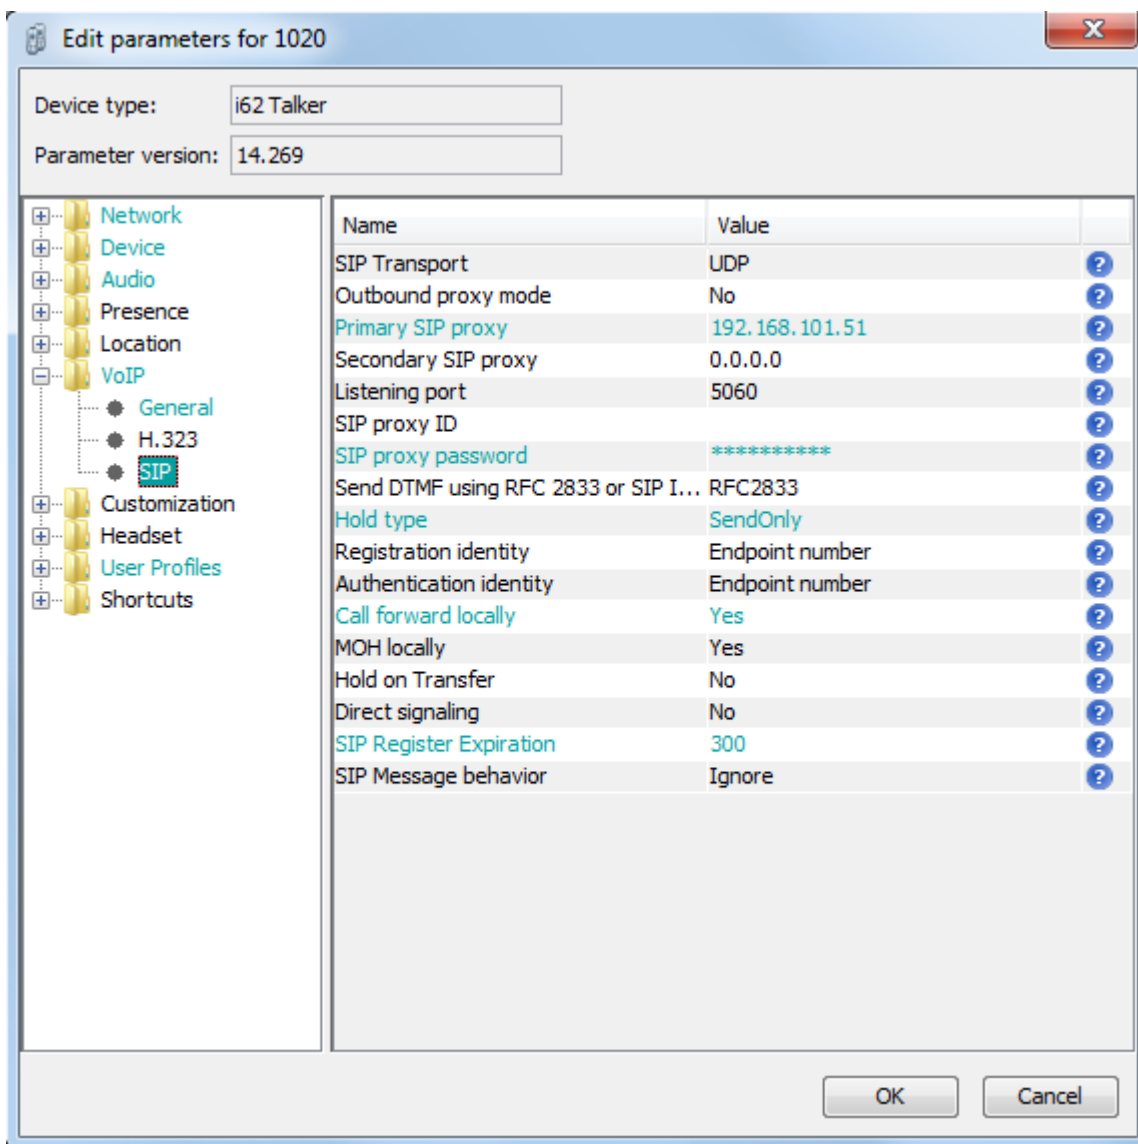 Edit parameters for 1020
Device type: i62 Talker
Parameter version: 14.269
Network
Device
Audio
Presence
Location
VoIP
General
H.323
SIP
Customization
Headset
User Profiles
Shortcuts
Name Value
SIP Transport UDP
Outbound proxy mode No
Primary SIP proxy 192.168.101.51
Secondary SIP proxy 0.0.0.0
Listening port 5060
SIP proxy ID
SIP proxy password **********
Send DTMF using RFC 2833 or SIP I... RFC2833
Hold type SendOnly
Registration identity Endpoint number
Authentication identity Endpoint number
Call forward locally Yes
MOH locally Yes
Hold on Transfer No
Direct signaling No
SIP Register Expiration 300
SIP Message behavior Ignore
OK Cancel